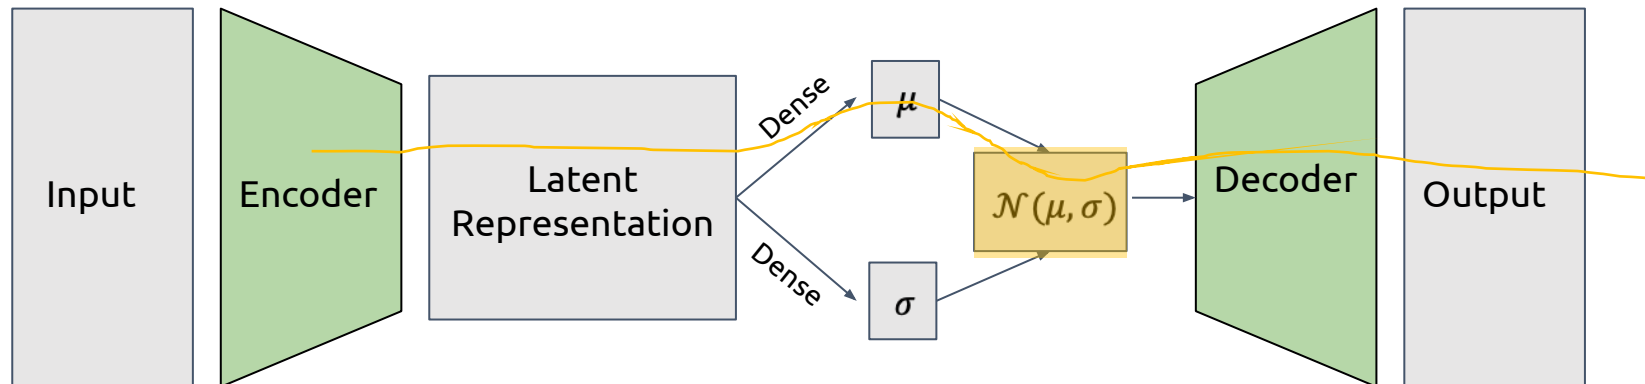 Input
Encoder
Latent
Representation
Dense
Dense
μ
σ
𝒩(μ, σ)
Decoder
Output